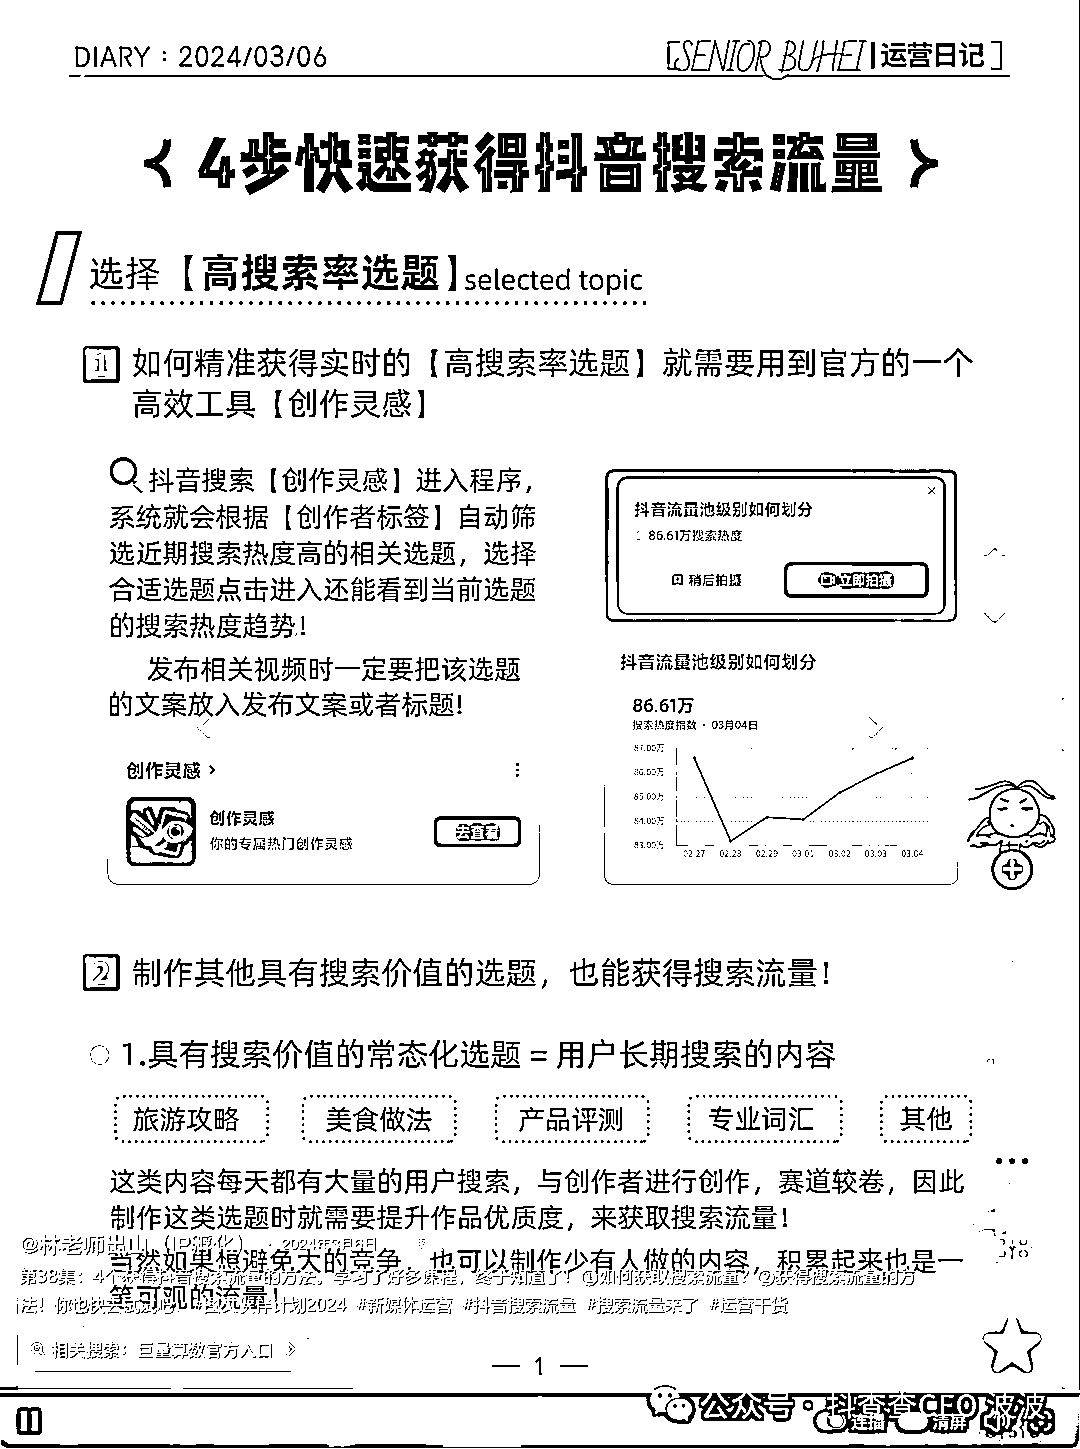 DIARY：2024/03/06
[SENIOR BUHEI | 运营日记]
4步快速获得抖音搜索流量
选择【高搜索率选题】selected topic
1 如何精准获得实时的【高搜索率选题】就需要用到官方的一个
高效工具【创作灵感】
抖音搜索【创作灵感】进入程序，
系统就会根据【创作者标签】自动筛
选近期搜索热度高的相关选题，选择
合适选题点击进入还能看到当前选题
的搜索热度趋势！
发布相关视频时一定要把该选题
的文案放入发布文案或者标题!
抖音流量池级别如何划分
86.61万搜索热度
稍后拍摄
立即拍摄
抖音流量池级别如何划分
86.61万
搜索热度指数 · 03月04日
87.00万
86.00万
85.00万
84.00万
83.00万
02.27 02.28 02.29 03.01 03.02 03.03 03.04
创作灵感 >
创作灵感
你的专属热门创作灵感
去查看
2 制作其他具有搜索价值的选题，也能获得搜索流量！
1.具有搜索价值的常态化选题 = 用户长期搜索的内容
旅游攻略 美食做法 产品评测 专业词汇 其他
这类内容每天都有大量的用户搜索，与创作者进行创作，赛道较卷，因此
制作这类选题时就需要提升作品优质度，来获取搜索流量！
@林老师出山（IP孵化） · 2024年3月6日
当然如果想避免大的竞争，也可以制作少有人做的内容，积累起来也是一
第38集：4个获得抖音搜索流量的方法。学习了好多课程，终于知道了！①如何获取搜索流量？②获得搜索流量的方
笔可观的流量！
法！你也快去试试吧！ 2024 #新媒体运营 #抖音搜索流量 #搜索流量来了 #运营干货
相关搜索：巨量算数官方入口 >
— 1 —
公众号 · 抖查查CEO 波波
连播 清屏